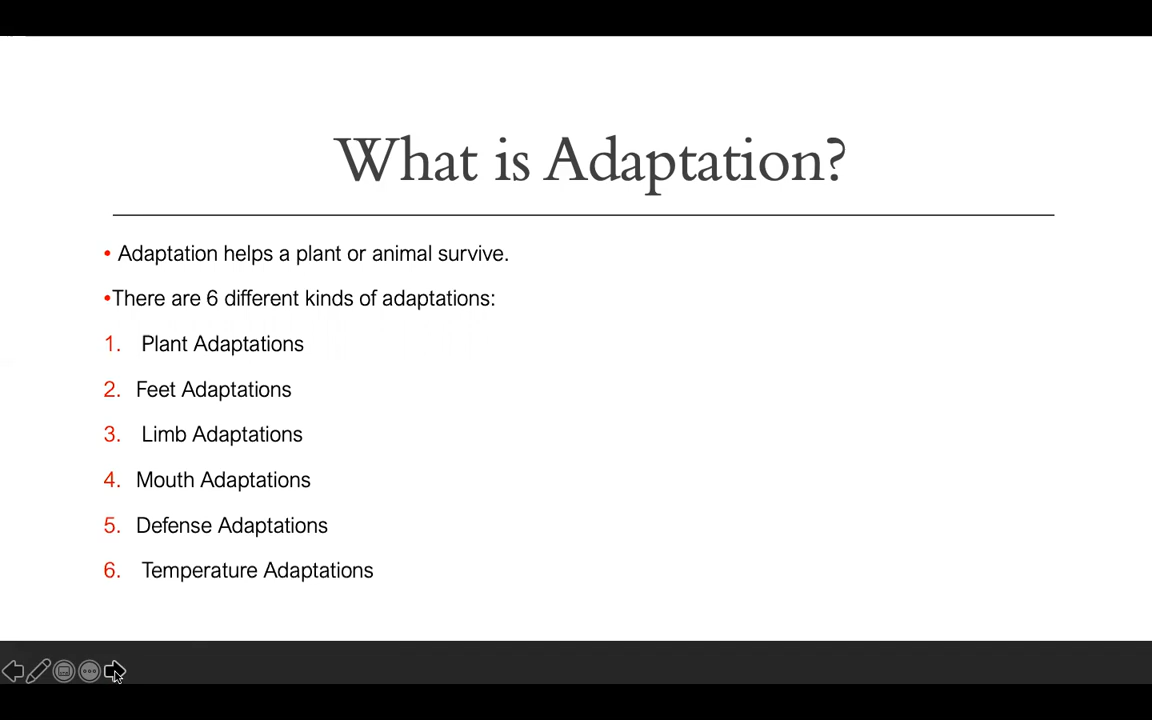 What is Adaptation?
• Adaptation helps a plant or animal survive.
•There are 6 different kinds of adaptations:
1. Plant Adaptations
2. Feet Adaptations
3. Limb Adaptations
4. Mouth Adaptations
5. Defense Adaptations
6. Temperature Adaptations